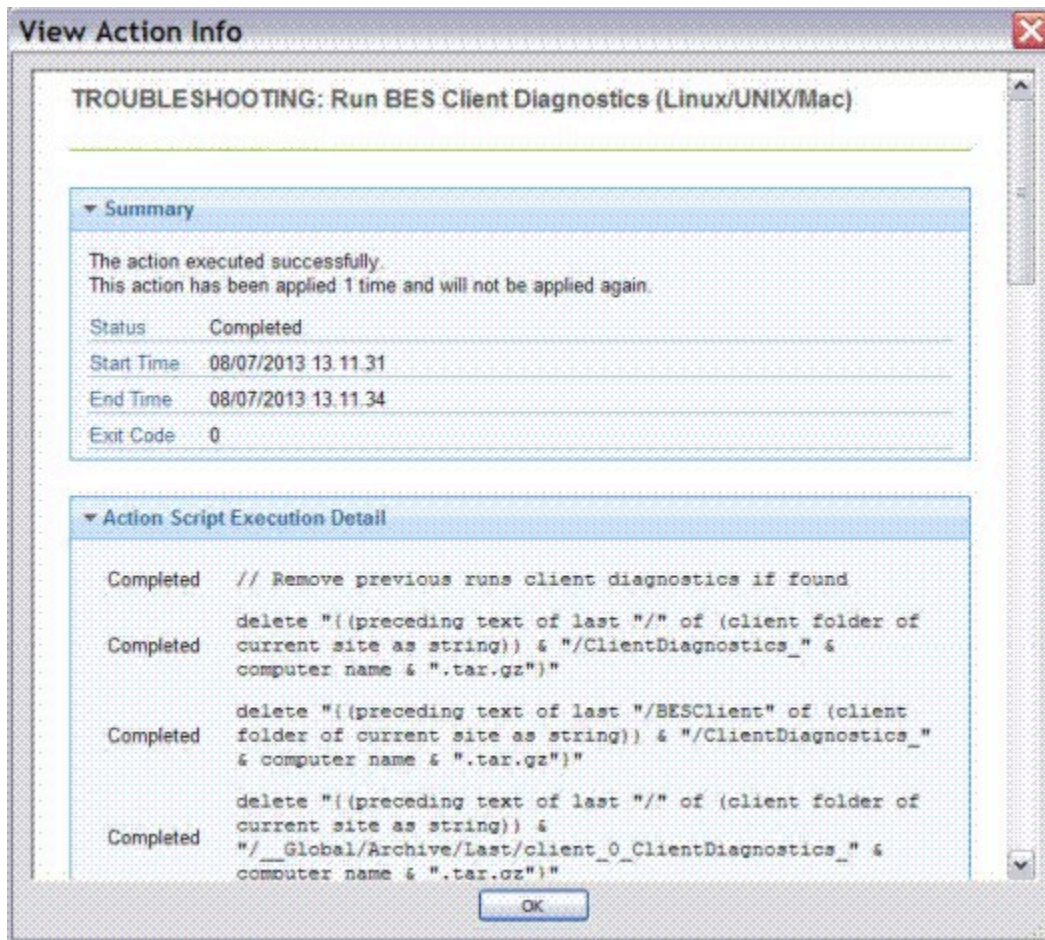 View Action Info
TROUBLESHOOTING: Run BES Client Diagnostics (Linux/UNIX/Mac)
Summary
The action executed successfully.
This action has been applied 1 time and will not be applied again.
Status Completed
Start Time 08/07/2013 13.11.31
End Time 08/07/2013 13.11.34
Exit Code 0
Action Script Execution Detail
Completed // Remove previous runs client diagnostics if found
delete "{(preceding text of last "/" of (client folder of
Completed current site as string)) & "/ClientDiagnostics_" &
computer name & ".tar.gz"}"
delete "{(preceding text of last "/BESClient" of (client
Completed folder of current site as string)) & "/ClientDiagnostics_"
& computer name & ".tar.gz"}"
delete "{(preceding text of last "/" of (client folder of
current site as string)) &
Completed "/__Global/Archive/Last/client_0_ClientDiagnostics_" &
computer name & ".tar.gz"}"
OK